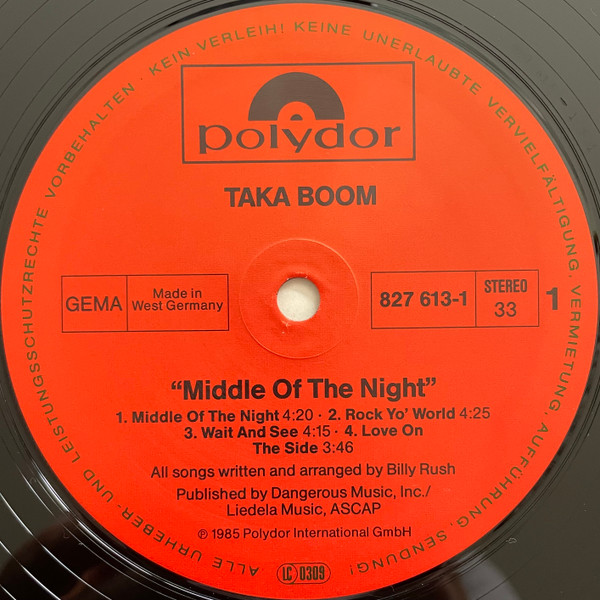 ALLE URHEBER- UND LEISTUNGSSCHUTZRECHTE VORBEHALTEN · KEIN VERLEIH! KEINE UNERLAUBTE VERVIELFÄLTIGUNG, VERMIETUNG, AUFFÜHRUNG, SENDUNG!
polydor
TAKA BOOM
GEMA
Made in
West Germany
827 613-1
STEREO
33
1
“Middle Of The Night”
1. Middle Of The Night 4:20 · 2. Rock Yo' World 4:25
3. Wait And See 4:15 · 4. Love On
The Side 3:46
All songs written and arranged by Billy Rush
Published by Dangerous Music, Inc./
Liedela Music, ASCAP
℗ 1985 Polydor International GmbH
LC 0309